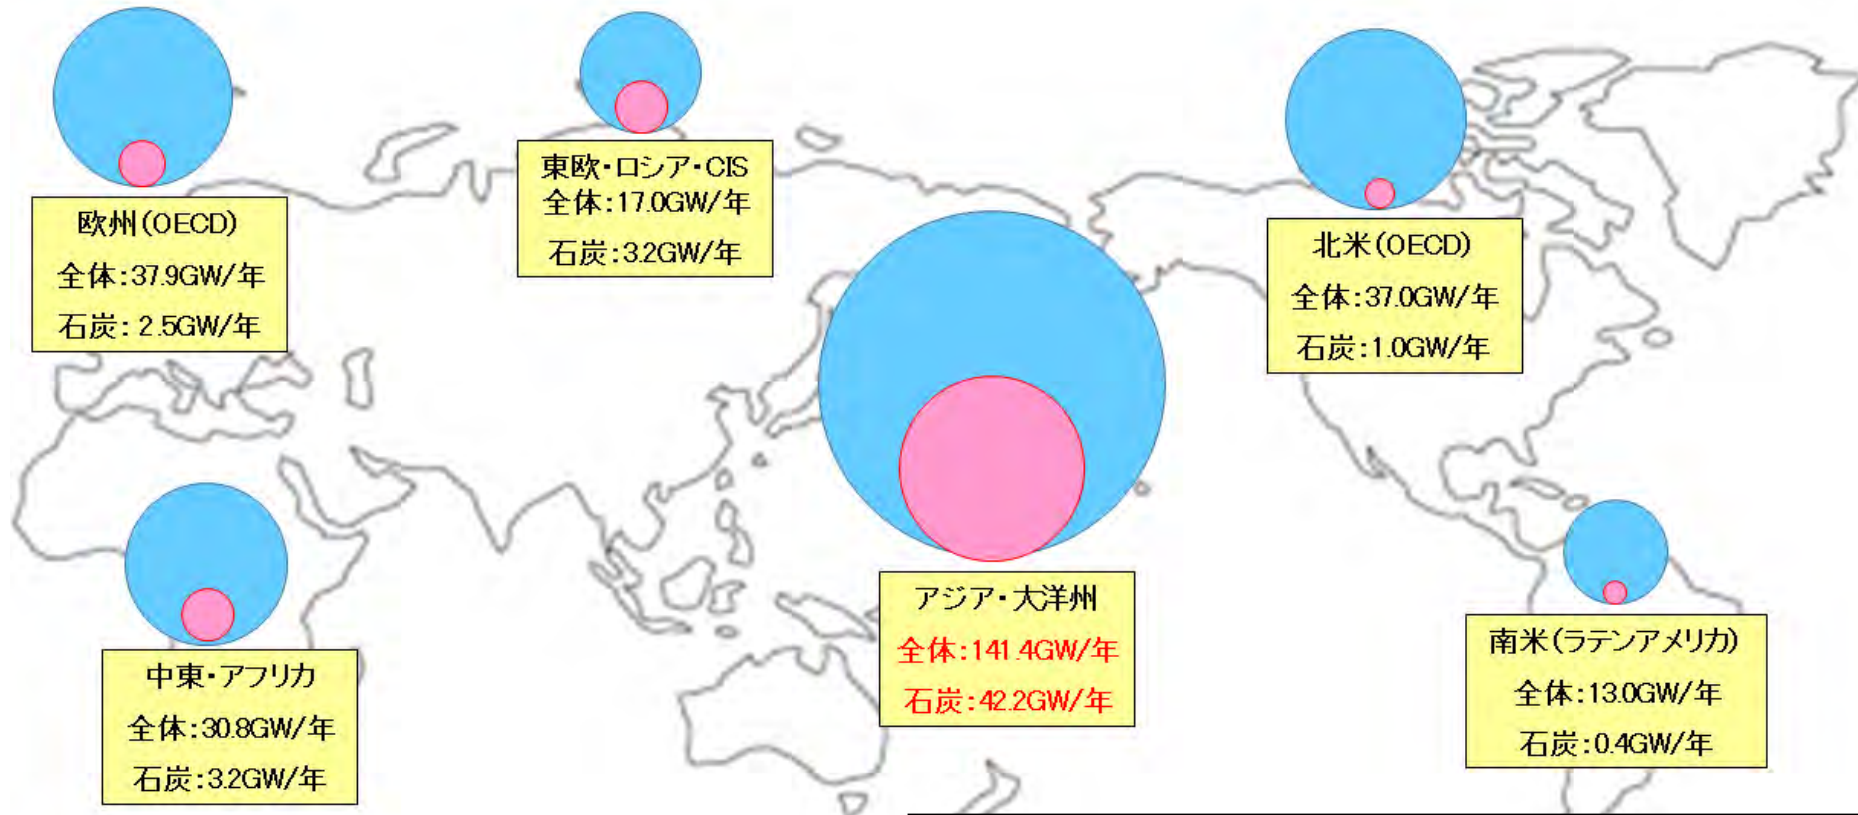 欧州(OECD)
全体:37.9GW/年
石炭: 2.5GW/年
東欧・ロシア・CIS
全体:17.0GW/年
石炭:3.2GW/年
北米(OECD)
全体:37.0GW/年
石炭:1.0GW/年
中東・アフリカ
全体:30.8GW/年
石炭:3.2GW/年
アジア・大洋州
全体:141.4GW/年
石炭:42.2GW/年
南米(ラテンアメリカ)
全体:13.0GW/年
石炭:0.4GW/年